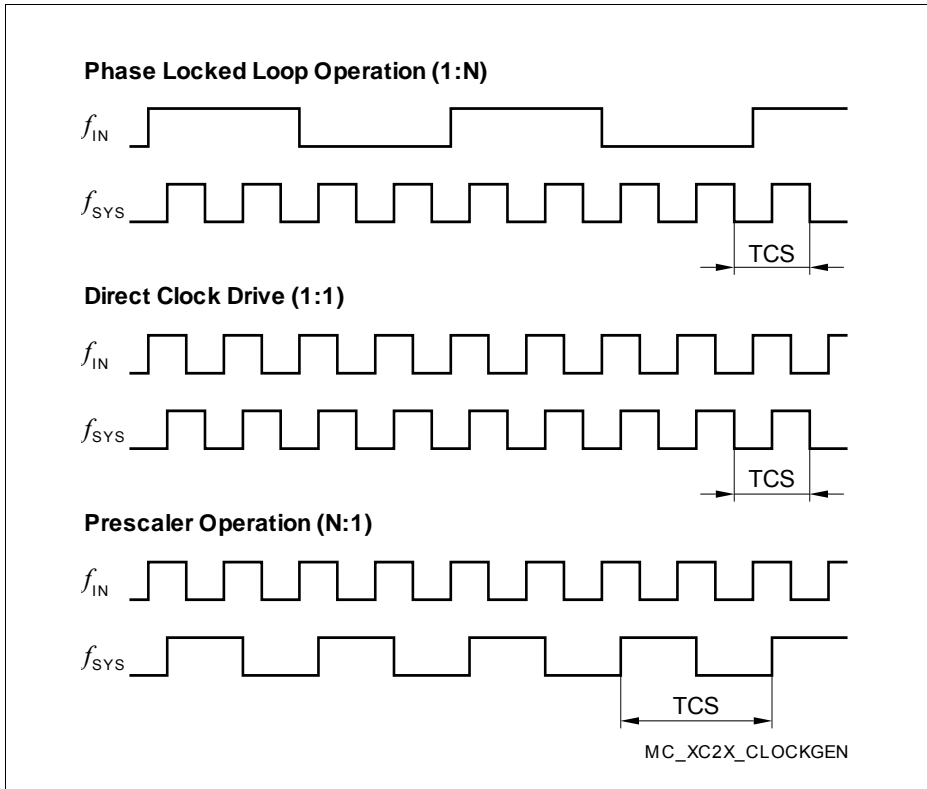 Phase Locked Loop Operation (1:N)
fIN
fSYS
TCS
Direct Clock Drive (1:1)
fIN
fSYS
TCS
Prescaler Operation (N:1)
fIN
fSYS
TCS
MC_XC2X_CLOCKGEN